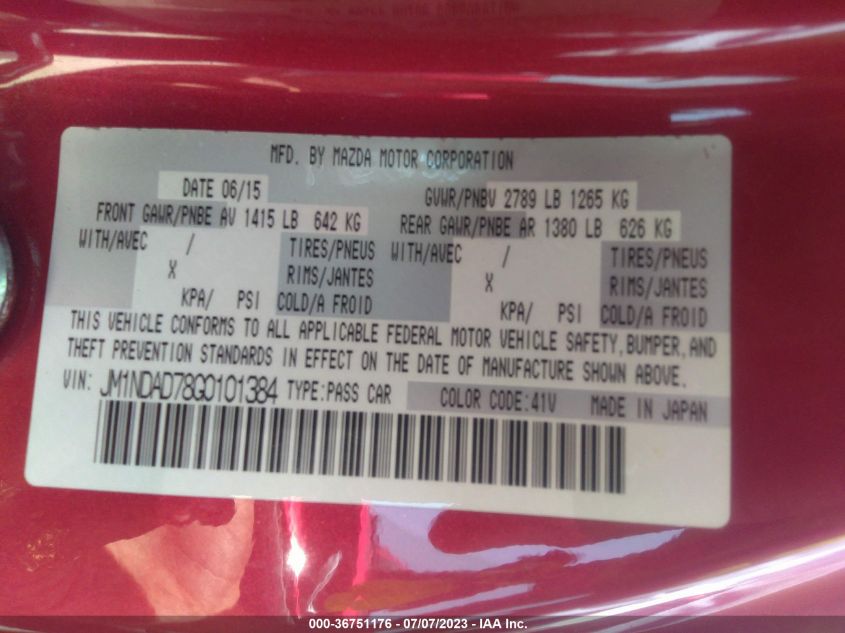 MFD. BY MAZDA MOTOR CORPORATION
DATE 06/15 GVWR/PNBV 2789 LB 1265 KG
FRONT GAWR/PNBE AV 1415 LB 642 KG REAR GAWR/PNBE AR 1380 LB 626 KG
WITH/AVEC / TIRES/PNEUS WITH/AVEC / TIRES/PNEUS
X RIMS/JANTES X RIMS/JANTES
KPA/ PSI COLD/A FROID KPA/ PSI COLD/A FROID
THIS VEHICLE CONFORMS TO ALL APPLICABLE FEDERAL MOTOR VEHICLE SAFETY, BUMPER, AND
THEFT PREVENTION STANDARDS IN EFFECT ON THE DATE OF MANUFACTURE SHOWN ABOVE.
VIN: JM1NDAD78G0101384 TYPE:PASS CAR COLOR CODE:41V MADE IN JAPAN
000-36751176 - 07/07/2023 - © IAA Inc.